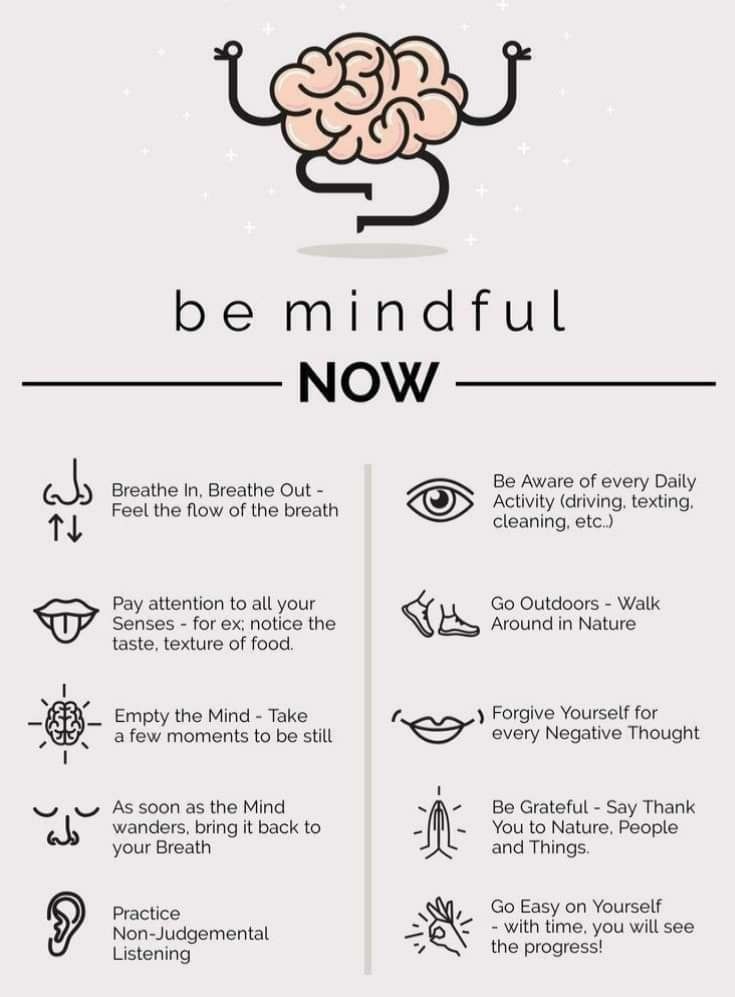 be mindful
NOW
Breathe In, Breathe Out -
Feel the flow of the breath
Pay attention to all your
Senses - for ex; notice the
taste, texture of food.
Empty the Mind - Take
a few moments to be still
As soon as the Mind
wanders, bring it back to
your Breath
Practice
Non-Judgemental
Listening
Be Aware of every Daily
Activity (driving, texting,
cleaning, etc..)
Go Outdoors - Walk
Around in Nature
Forgive Yourself for
every Negative Thought
Be Grateful - Say Thank
You to Nature, People
and Things.
Go Easy on Yourself
- with time, you will see
the progress!